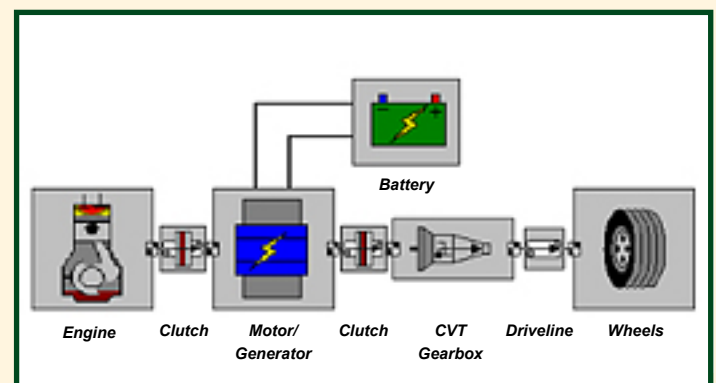 Battery
Engine
Clutch
Motor/
Generator
Clutch
CVT
Gearbox
Driveline
Wheels